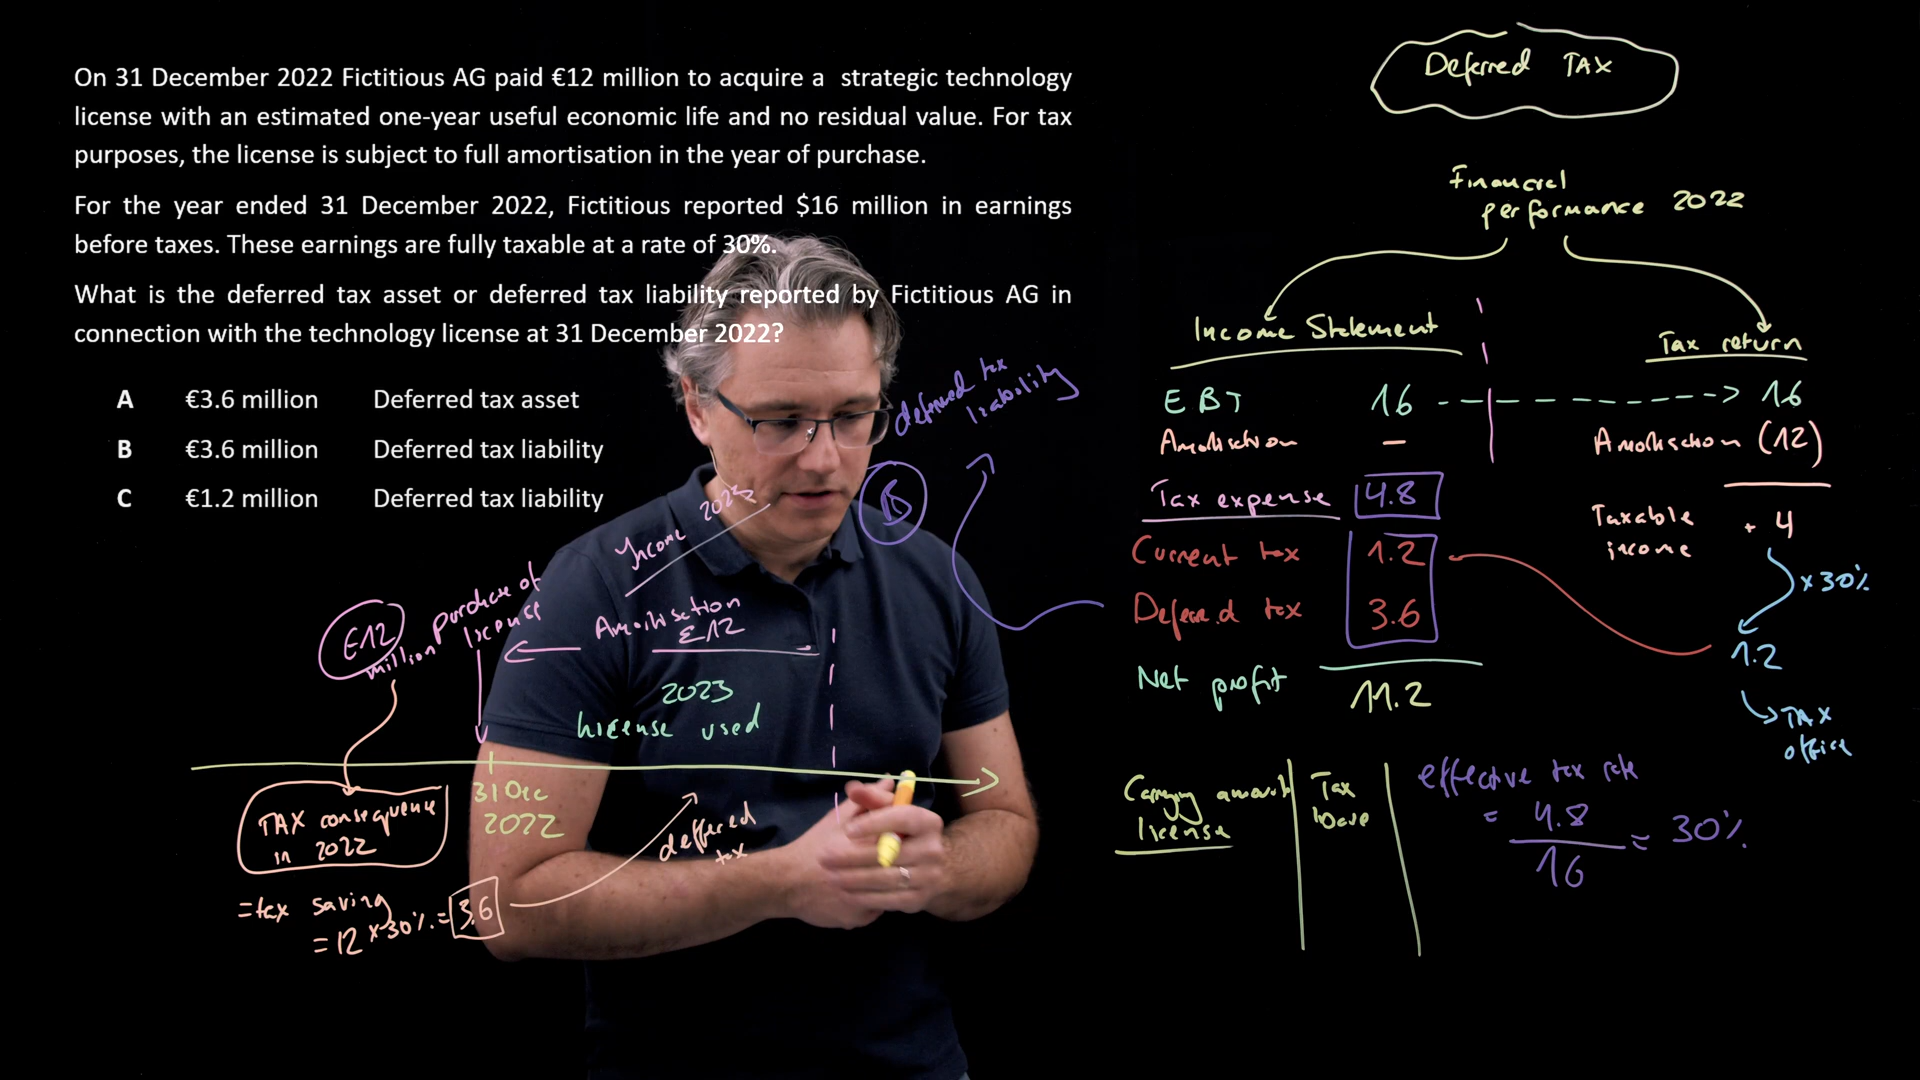 On 31 December 2022 Fictitious AG paid €12 million to acquire a strategic technology
license with an estimated one-year useful economic life and no residual value. For tax
purposes, the license is subject to full amortisation in the year of purchase.
For the year ended 31 December 2022, Fictitious reported $16 million in earnings
before taxes. These earnings are fully taxable at a rate of 30%.
What is the deferred tax asset or deferred tax liability reported by Fictitious AG in
connection with the technology license at 31 December 2022?
A €3.6 million Deferred tax asset
B €3.6 million Deferred tax liability
C €1.2 million Deferred tax liability
deferred tax
liability
B
Income 2023
Amortisation
€12
€12
million
purchase of
license
2023
license used
31 Dec
2022
TAX consequence
in 2022
= tax saving
= 12 x 30% = 3.6
deffered
tax
Deferred TAX
Financial
performance 2022
Income Statement
Tax return
EBT 16 - - - - - - - - -> 16
Amortisation –
Amortisation (12)
Tax expense 4.8
Taxable
income + 4
Current tax 1.2
x 30%
Deferred tax 3.6
1.2
Net profit 11.2
TAX
office
Carrying amount
license
Tax
base
effective tax rate
= 4.8
16
= 30%